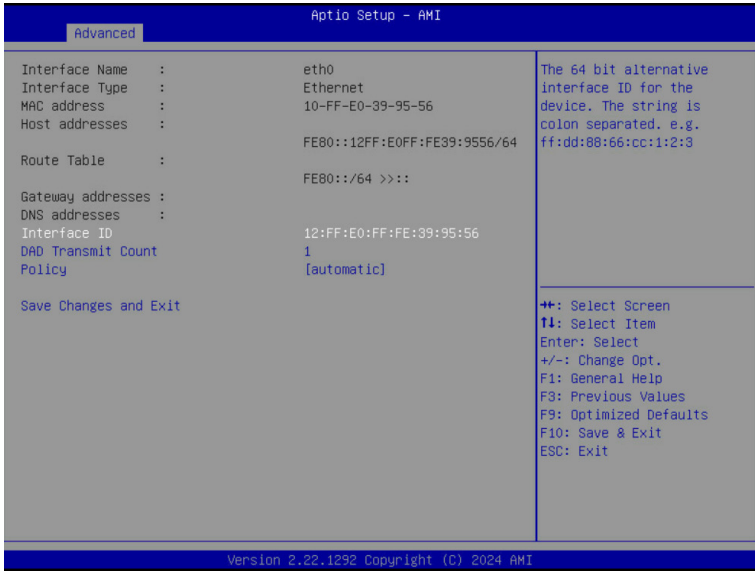 Aptio Setup – AMI
Advanced
Interface Name : eth0
Interface Type : Ethernet
MAC address : 10-FF-E0-39-95-56
Host addresses :
FE80::12FF:E0FF:FE39:9556/64
Route Table :
FE80::/64 >>::
Gateway addresses :
DNS addresses :
Interface ID 12:FF:E0:FF:FE:39:95:56
DAD Transmit Count 1
Policy [automatic]
Save Changes and Exit
The 64 bit alternative
interface ID for the
device. The string is
colon separated. e.g.
ff:dd:88:66:cc:1:2:3
→←: Select Screen
↑↓: Select Item
Enter: Select
+/-: Change Opt.
F1: General Help
F3: Previous Values
F9: Optimized Defaults
F10: Save & Exit
ESC: Exit
Version 2.22.1292 Copyright (C) 2024 AMI